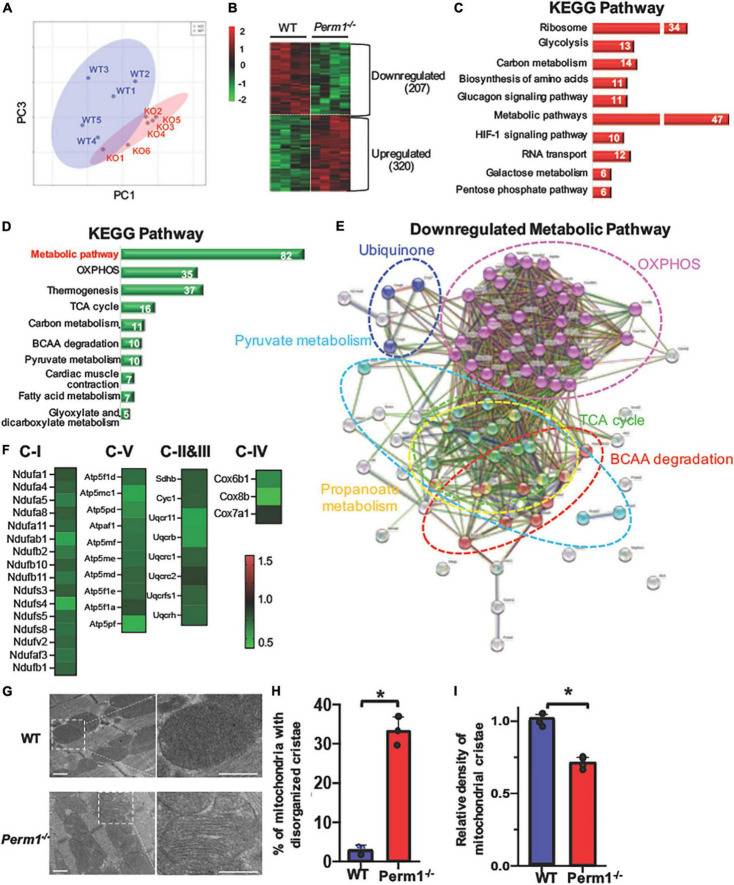 A
PC3
PC1
WT3
WT2
WT1
WT5
WT4
KO2
KO5
KO3
KO4
KO1
KO6
B
2
1
0
-1
-2
WT
Perm1-/-
Downregulated
(207)
Upregulated
(320)
C
KEGG Pathway
Ribosome 34
Glycolysis 13
Carbon metabolism 14
Biosynthesis of amino acids 11
Glucagon signaling pathway 11
Metabolic pathways 47
HIF-1 signaling pathway 10
RNA transport 12
Galactose metabolism 6
Pentose phosphate pathway 6
D
KEGG Pathway
Metabolic pathway 82
OXPHOS 35
Thermogenesis 37
TCA cycle 16
Carbon metabolism 11
BCAA degradation 10
Pyruvate metabolism 10
Cardiac muscle
contraction 7
Fatty acid metabolism 7
Glyoxylate and
dicarboxylate metabolism 5
E
Downregulated Metabolic Pathway
Ubiquinone
OXPHOS
Pyruvate metabolism
TCA cycle
BCAA degradation
Propanoate
metabolism
F
C-I
Ndufa1
Ndufa4
Ndufa5
Ndufa8
Ndufa11
Ndufab1
Ndufb2
Ndufb10
Ndufb11
Ndufs3
Ndufs4
Ndufs5
Ndufs8
Ndufv2
Ndufaf3
Ndufb1
C-V
Atp5f1d
Atp5mc1
Atp5pd
Atpaf1
Atp5mf
Atp5me
Atp5md
Atp5f1e
Atp5f1a
Atp5pf
C-II&III
Sdhb
Cyc1
Uqcr11
Uqcrb
Uqcrc1
Uqcrc2
Uqcrfs1
Uqcrh
C-IV
Cox6b1
Cox8b
Cox7a1
1.5
1.0
0.5
G
WT
Perm1-/-
H
% of mitochondria with
disorganized cristae
40
30
20
10
0
*
WT
Perm1-/-
I
Relative density of
mitochondrial cristae
1.0
0.5
0.0
*
WT
Perm1-/-